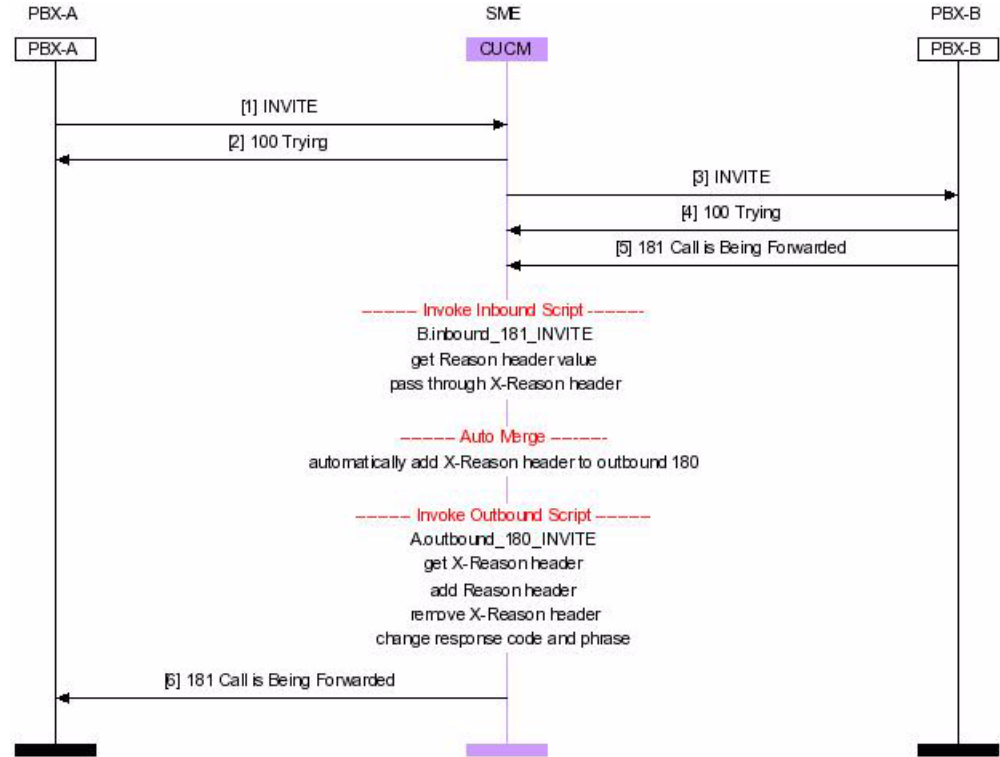 PBX-A SME PBX-B
PBX-A CUCM PBX-B
[1] INVITE
[2] 100 Trying
[3] INVITE
[4] 100 Trying
[5] 181 Call is Being Forwarded
---------- Invoke Inbound Script ----------
B.inbound_181_INVITE
get Reason header value
pass through X-Reason header
---------- Auto Merge ----------
automatically add X-Reason header to outbound 180
---------- Invoke Outbound Script ----------
A.outbound_180_INVITE
get X-Reason header
add Reason header
remove X-Reason header
change response code and phrase
[6] 181 Call is Being Forwarded